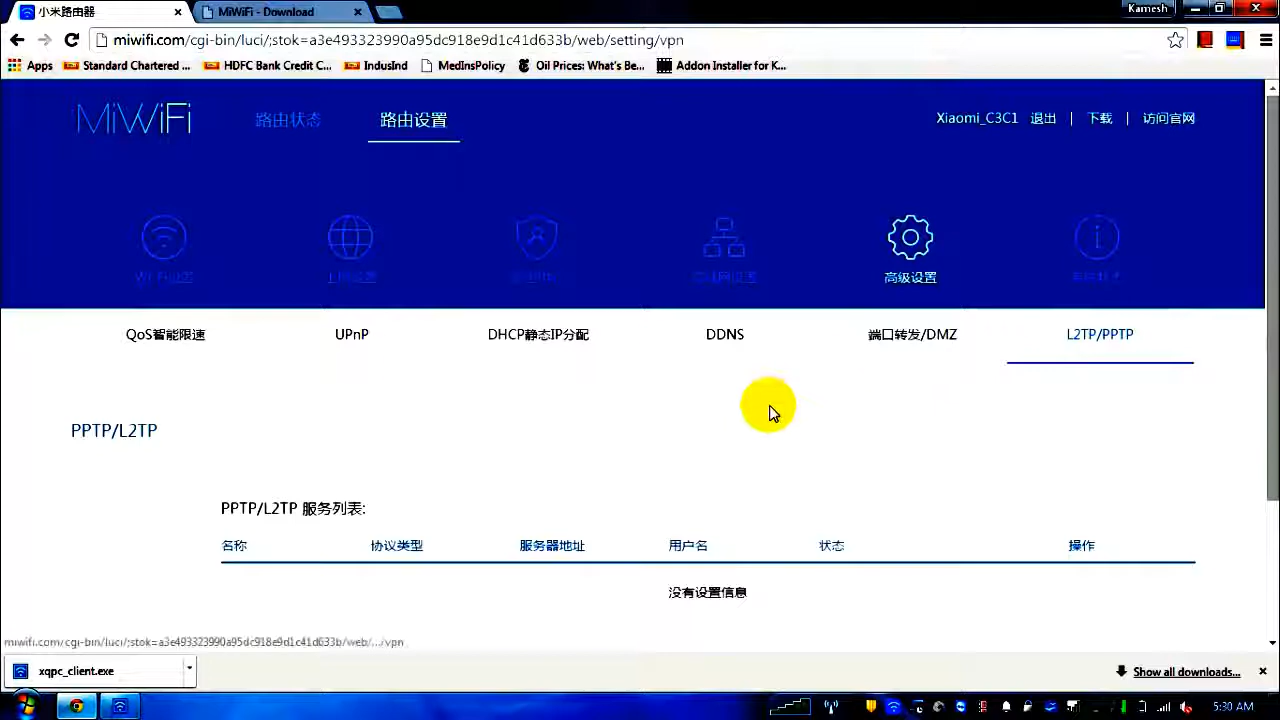 小米路由器
MiWiFi - Download
Kamesh
miwifi.com/cgi-bin/luci/;stok=a3e493323990a95dc918e9d1c41d633b/web/setting/vpn
Apps Standard Chartered ... HDFC Bank Credit C... IndusInd MedInsPolicy Oil Prices: What's Be... Addon Installer for K...
MiWiFi 路由状态 路由设置 Xiaomi_C3C1 退出 | 下载 | 访问官网
高级设置
QoS智能限速 UPnP DHCP静态IP分配 DDNS 端口转发/DMZ L2TP/PPTP
PPTP/L2TP
PPTP/L2TP 服务列表:
名称 协议类型 服务器地址 用户名 状态 操作
没有设置信息
miwifi.com/cgi-bin/luci/;stok=a3e493323990a95dc918e9d1c41d633b/web/.../vpn
xqpc_client.exe Show all downloads...
5:30 AM